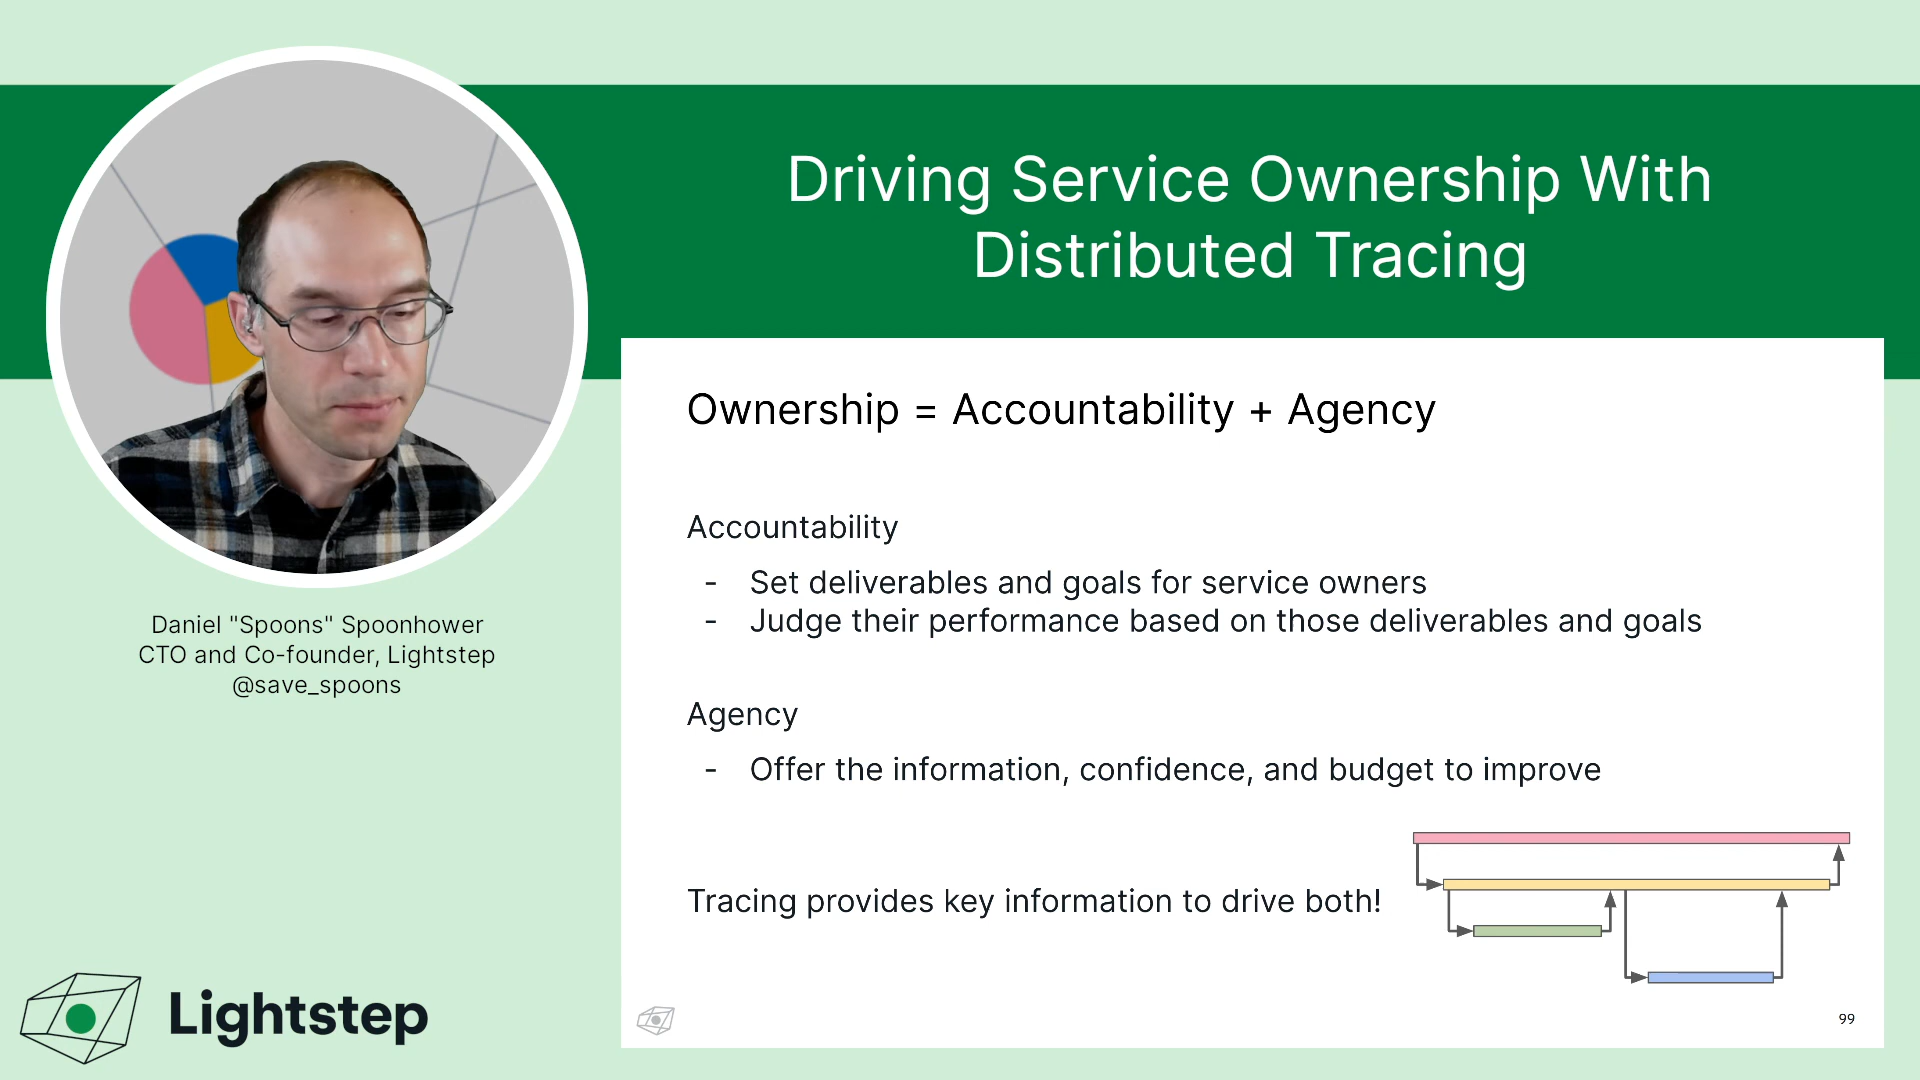 Driving Service Ownership With
Distributed Tracing
Daniel "Spoons" Spoonhower
CTO and Co-founder, Lightstep
@save_spoons
Lightstep
Ownership = Accountability + Agency
Accountability
- Set deliverables and goals for service owners
- Judge their performance based on those deliverables and goals
Agency
- Offer the information, confidence, and budget to improve
Tracing provides key information to drive both!
99